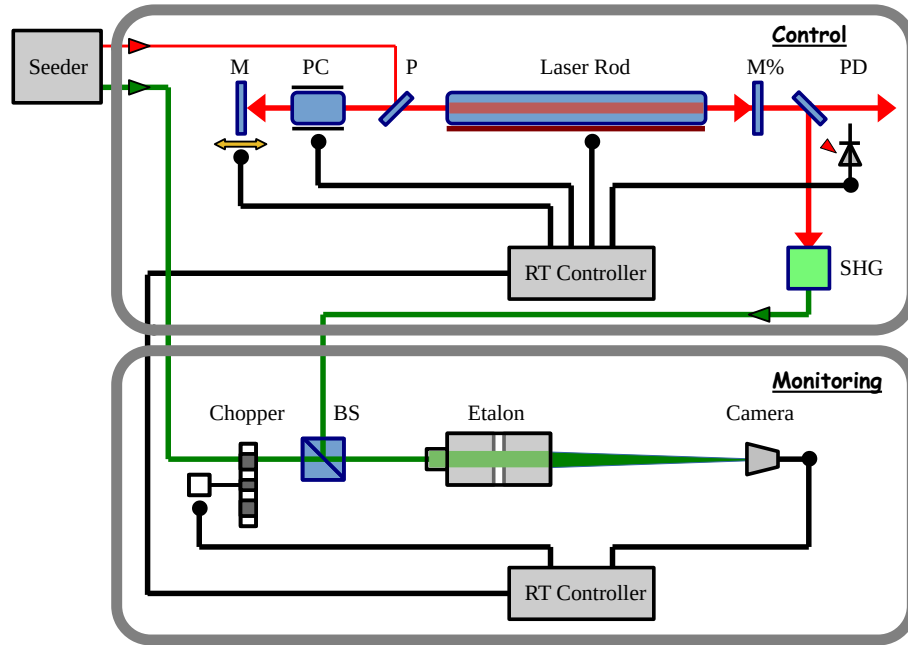 Control
Seeder
M
PC
P
Laser Rod
M%
PD
RT Controller
SHG
Monitoring
Chopper
BS
Etalon
Camera
RT Controller